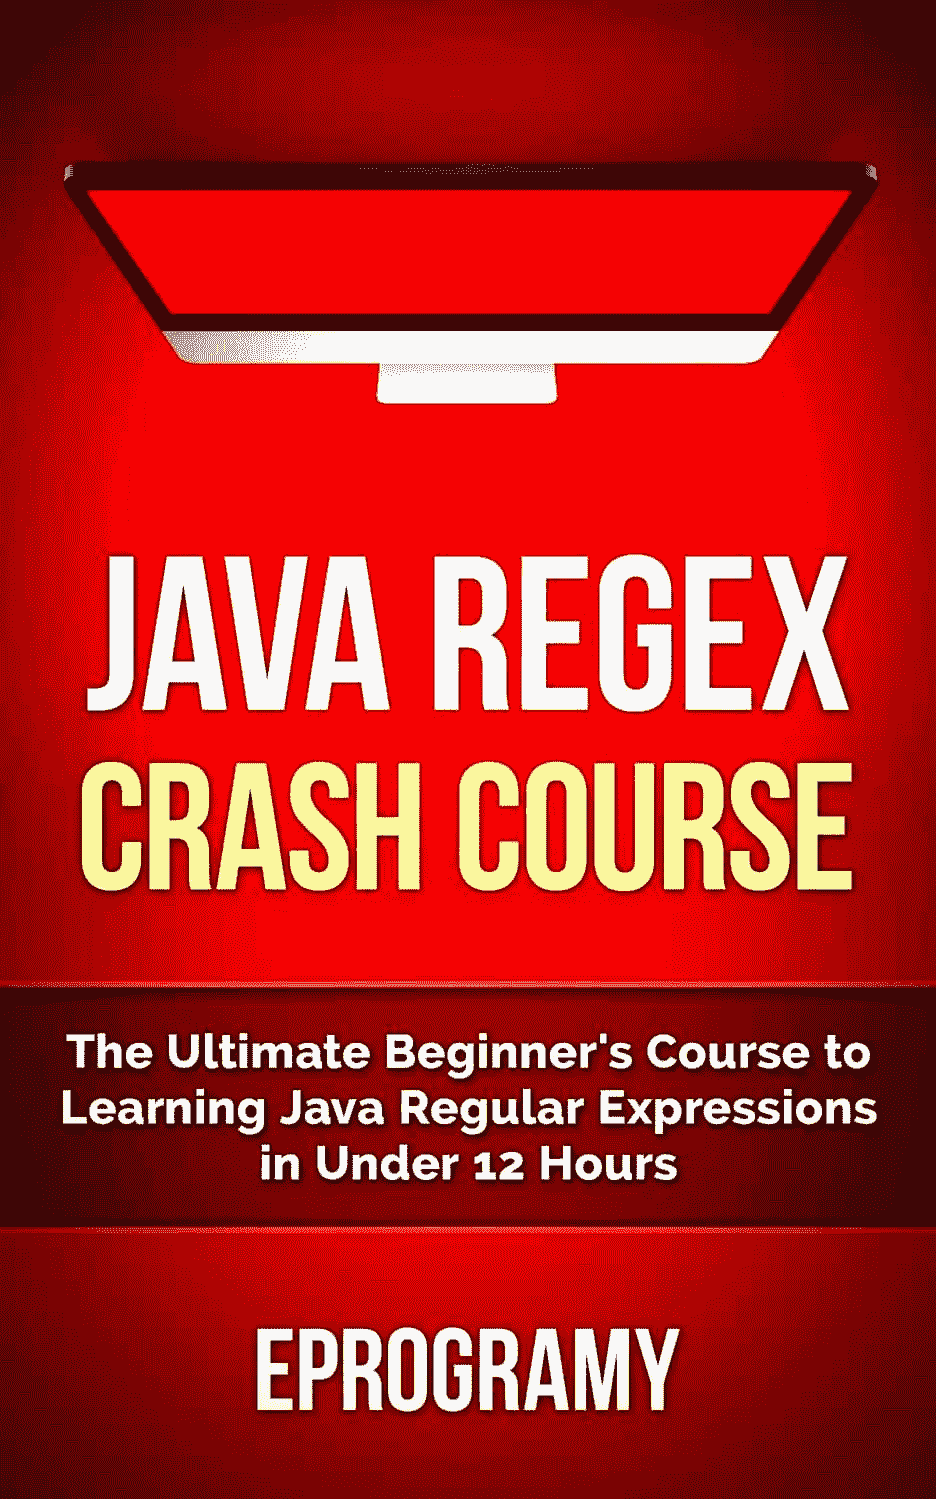 JAVA REGEX
CRASH COURSE
The Ultimate Beginner's Course to
Learning Java Regular Expressions
in Under 12 Hours
EPROGRAMY